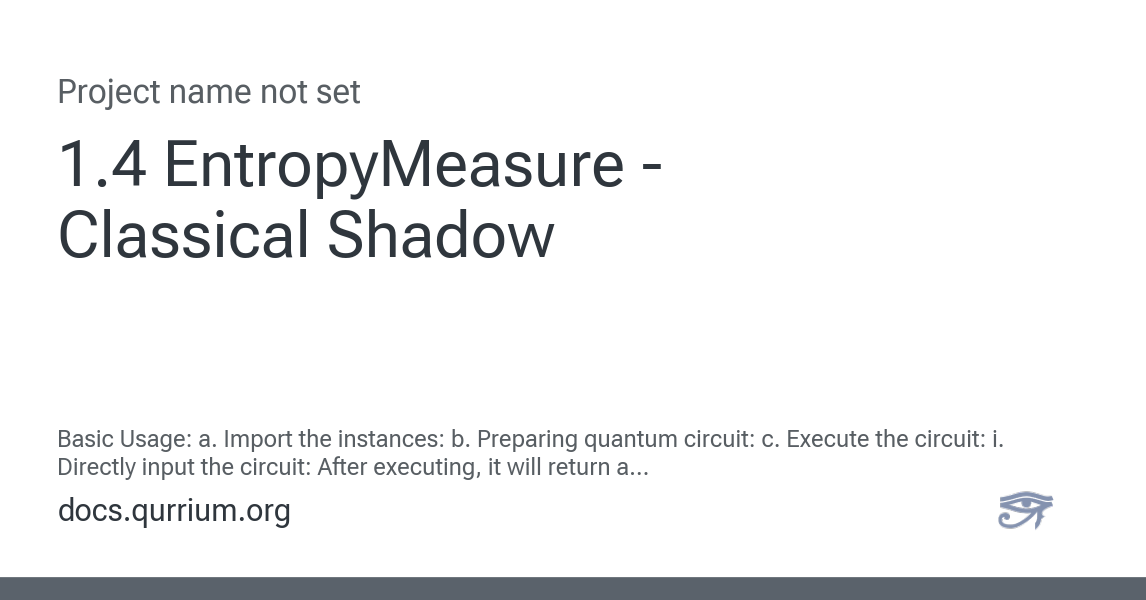 Project name not set
1.4 EntropyMeasure -
Classical Shadow
Basic Usage: a. Import the instances: b. Preparing quantum circuit: c. Execute the circuit: i.
Directly input the circuit: After executing, it will return a...
docs.qurrium.org